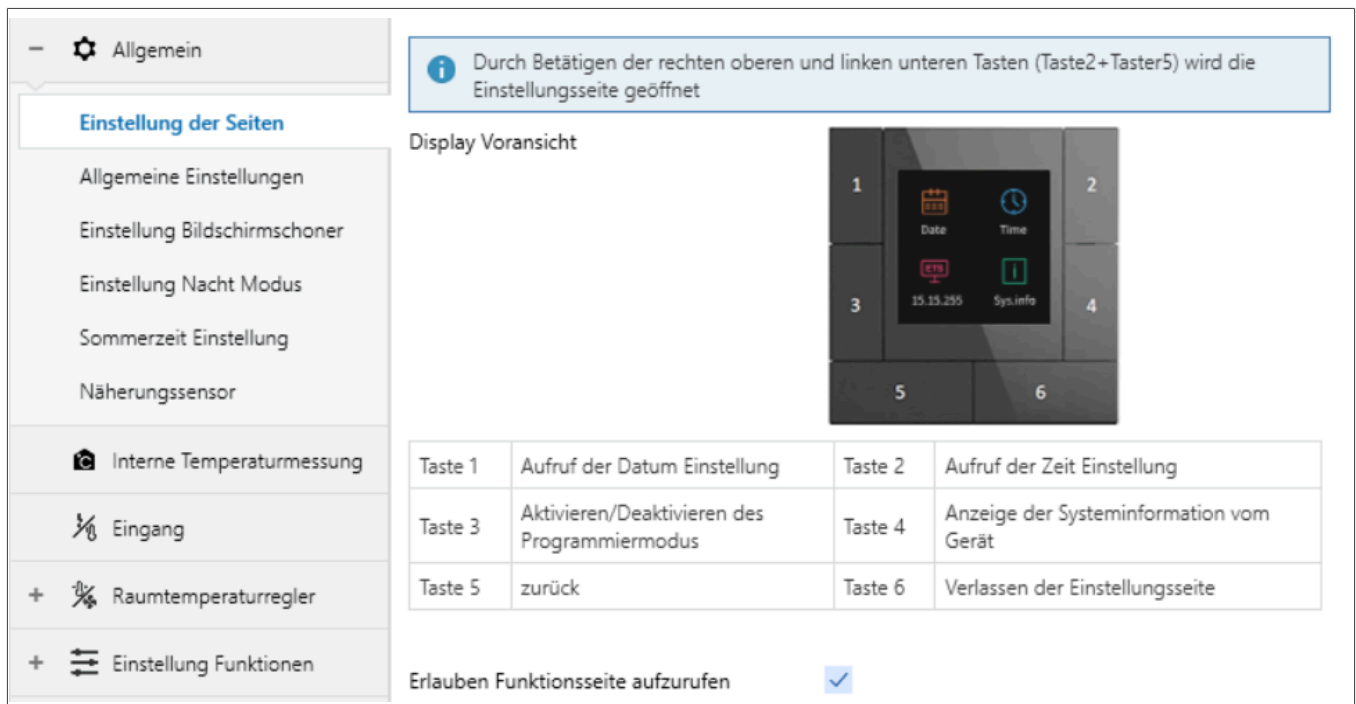 Allgemein
Einstellung der Seiten
Allgemeine Einstellungen
Einstellung Bildschirmschoner
Einstellung Nacht Modus
Sommerzeit Einstellung
Näherungssensor
Interne Temperaturmessung
Eingang
Raumtemperaturregler
Einstellung Funktionen
Durch Betätigen der rechten oberen und linken unteren Tasten (Taste2+Taster5) wird die
Einstellungsseite geöffnet
Display Voransicht
1
2
Date
Time
ETS
15.15.255
Sys.info
3
4
5
6
Taste 1
Aufruf der Datum Einstellung
Taste 2
Aufruf der Zeit Einstellung
Taste 3
Aktivieren/Deaktivieren des
Programmiermodus
Taste 4
Anzeige der Systeminformation vom
Gerät
Taste 5
zurück
Taste 6
Verlassen der Einstellungsseite
Erlauben Funktionsseite aufzurufen